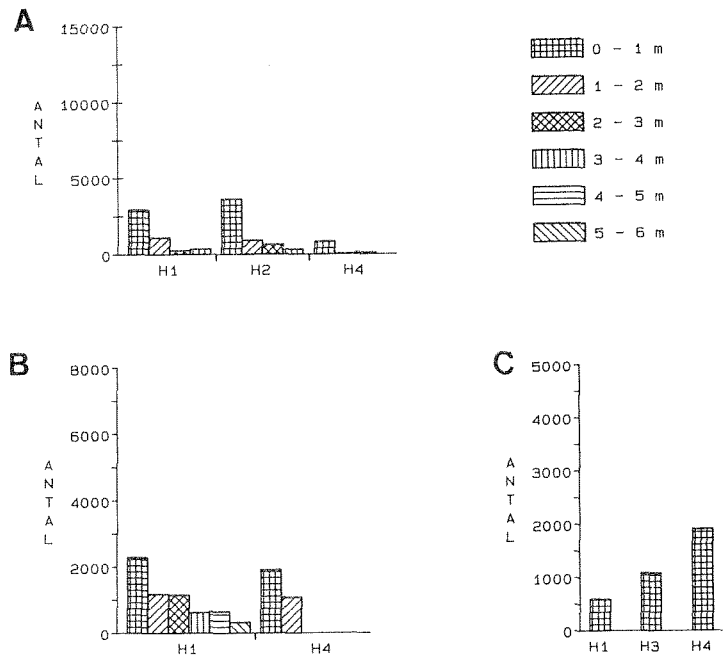 A
15000
10000
5000
0
ANTAL
H1 H2 H4
0 - 1 m
1 - 2 m
2 - 3 m
3 - 4 m
4 - 5 m
5 - 6 m
B
8000
6000
4000
2000
0
ANTAL
H1 H4
C
5000
4000
3000
2000
1000
0
ANTAL
H1 H3 H4